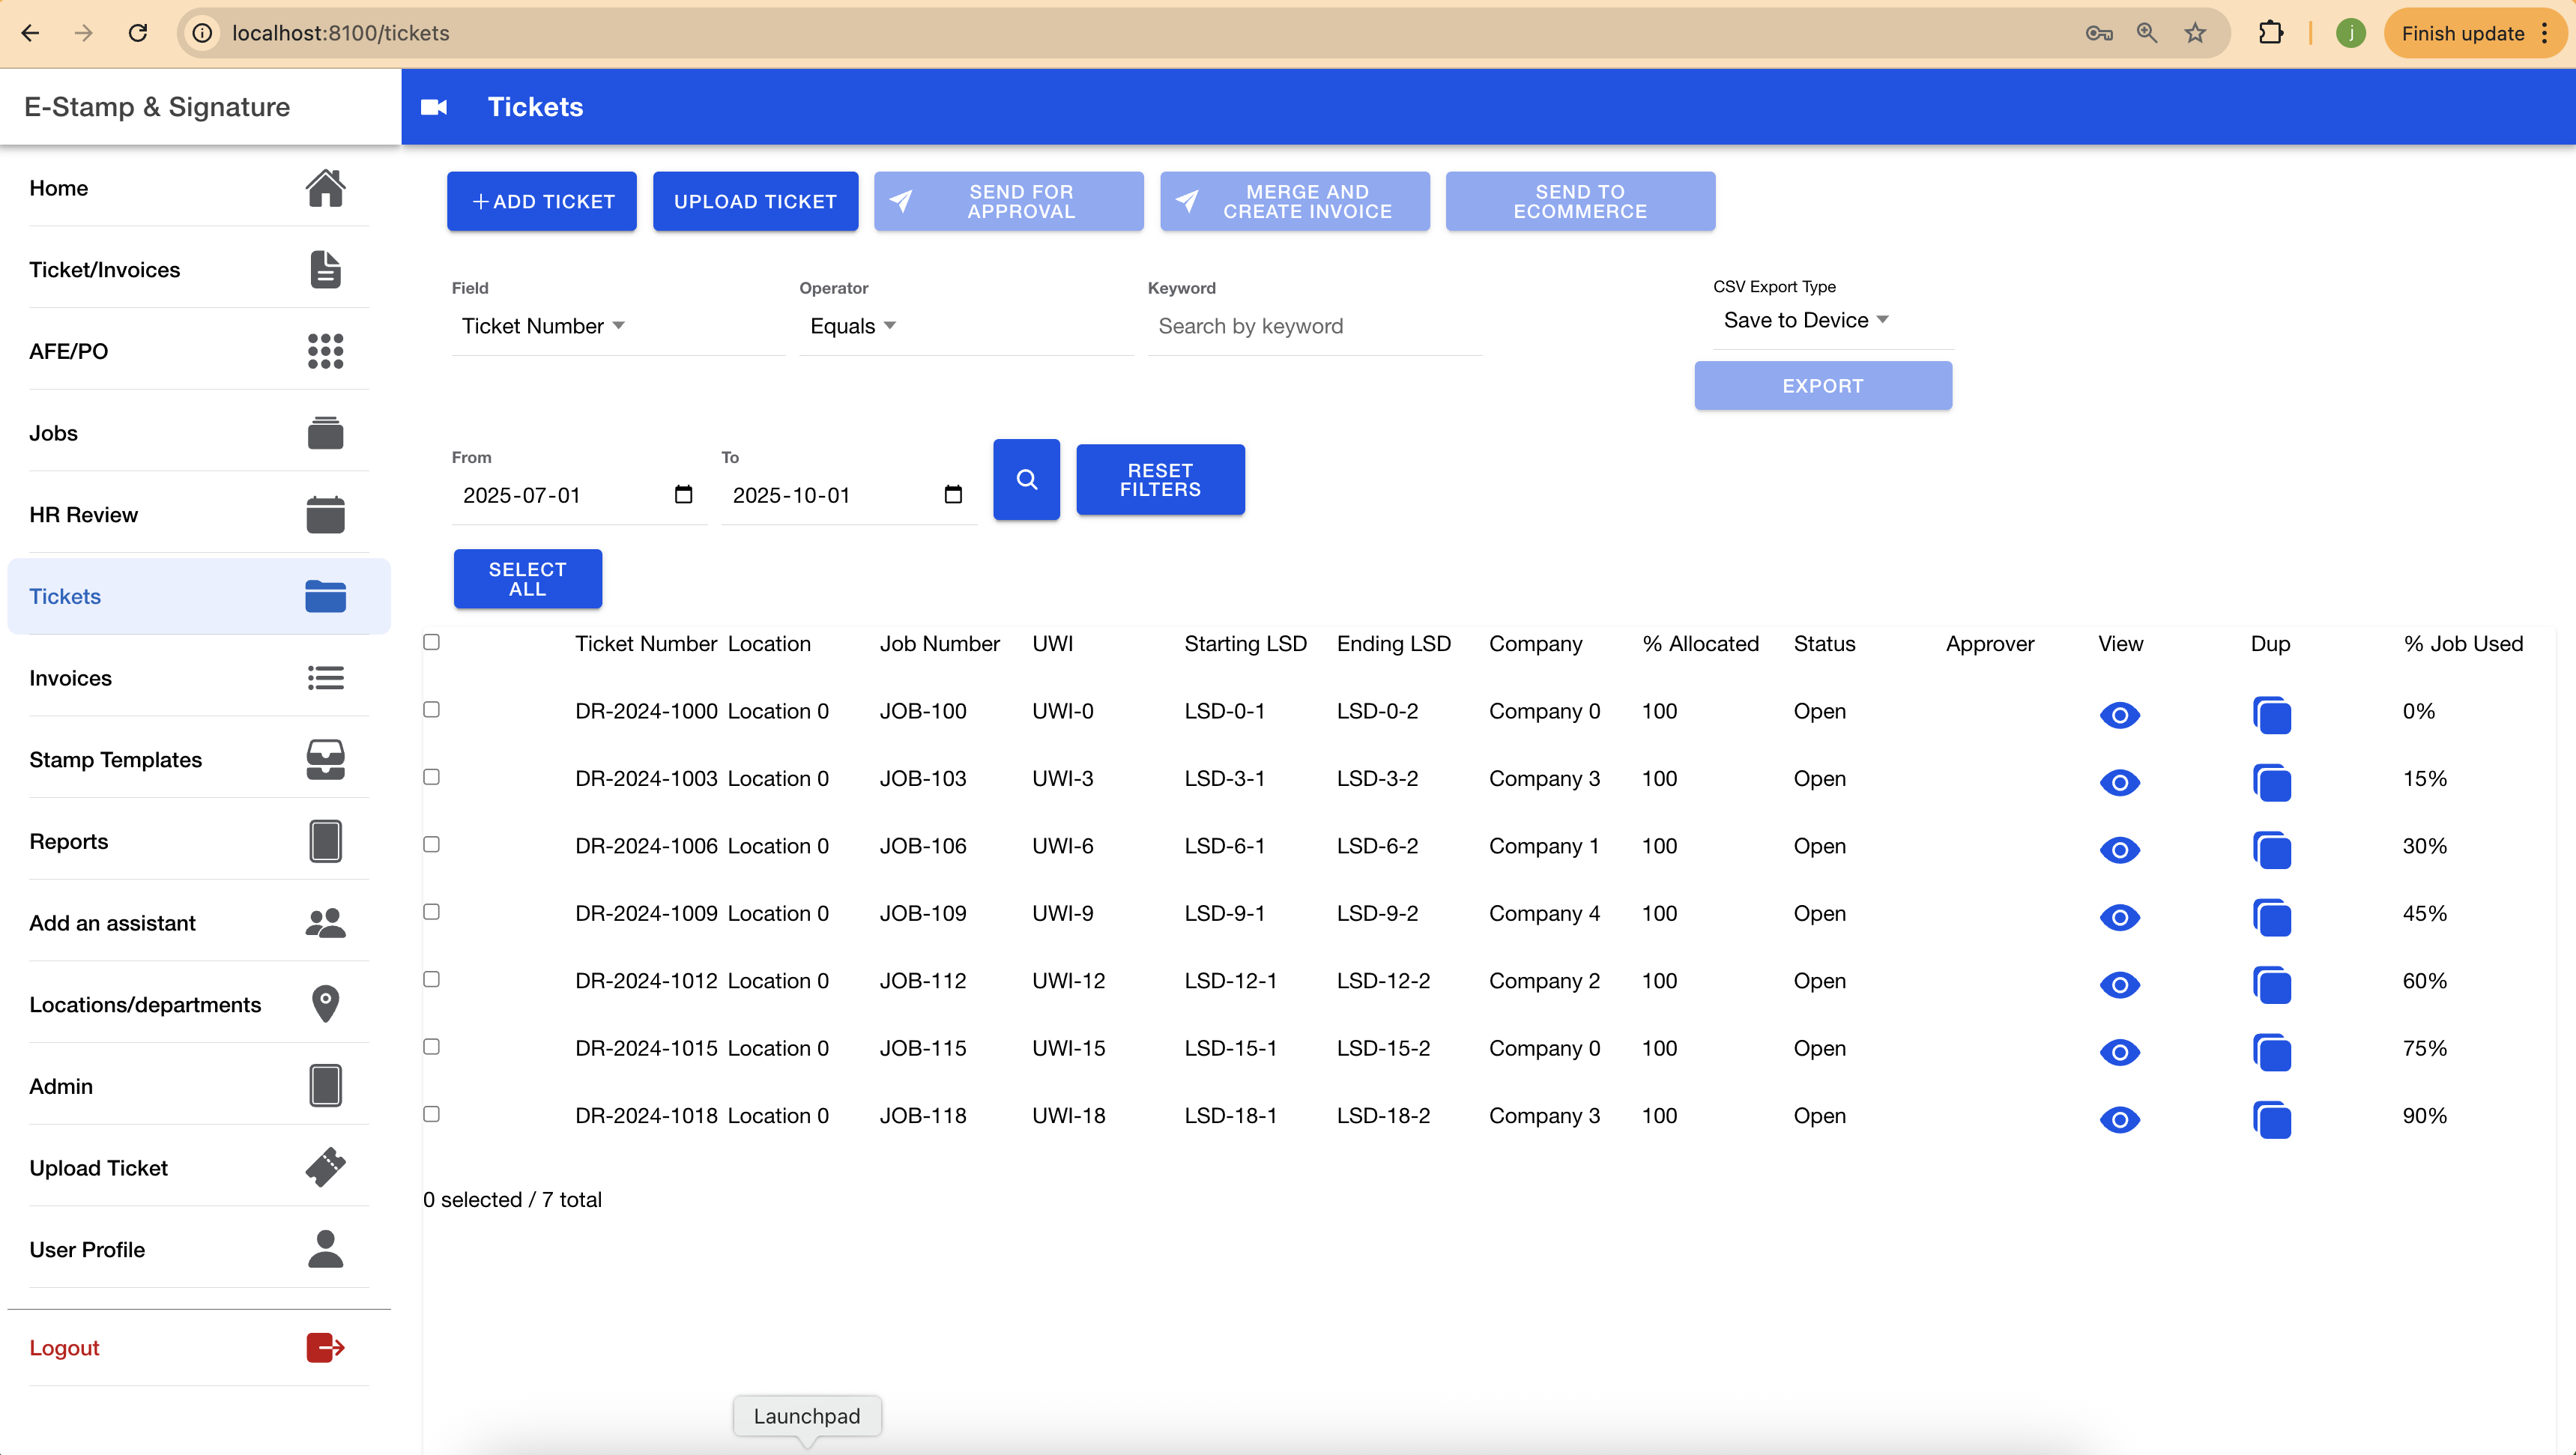 localhost:8100/tickets
j
Finish update
E-Stamp & Signature
Tickets
Home
Ticket/Invoices
AFE/PO
Jobs
HR Review
Tickets
Invoices
Stamp Templates
Reports
Add an assistant
Locations/departments
Admin
Upload Ticket
User Profile
Logout
+ADD TICKET
UPLOAD TICKET
SEND FOR
APPROVAL
MERGE AND
CREATE INVOICE
SEND TO
ECOMMERCE
Field
Ticket Number
Operator
Equals
Keyword
Search by keyword
CSV Export Type
Save to Device
EXPORT
From
2025-07-01
To
2025-10-01
RESET
FILTERS
SELECT
ALL
Ticket Number Location Job Number UWI Starting LSD Ending LSD Company % Allocated Status Approver View Dup % Job Used
DR-2024-1000 Location 0 JOB-100 UWI-0 LSD-0-1 LSD-0-2 Company 0 100 Open 0%
DR-2024-1003 Location 0 JOB-103 UWI-3 LSD-3-1 LSD-3-2 Company 3 100 Open 15%
DR-2024-1006 Location 0 JOB-106 UWI-6 LSD-6-1 LSD-6-2 Company 1 100 Open 30%
DR-2024-1009 Location 0 JOB-109 UWI-9 LSD-9-1 LSD-9-2 Company 4 100 Open 45%
DR-2024-1012 Location 0 JOB-112 UWI-12 LSD-12-1 LSD-12-2 Company 2 100 Open 60%
DR-2024-1015 Location 0 JOB-115 UWI-15 LSD-15-1 LSD-15-2 Company 0 100 Open 75%
DR-2024-1018 Location 0 JOB-118 UWI-18 LSD-18-1 LSD-18-2 Company 3 100 Open 90%
0 selected / 7 total
Launchpad